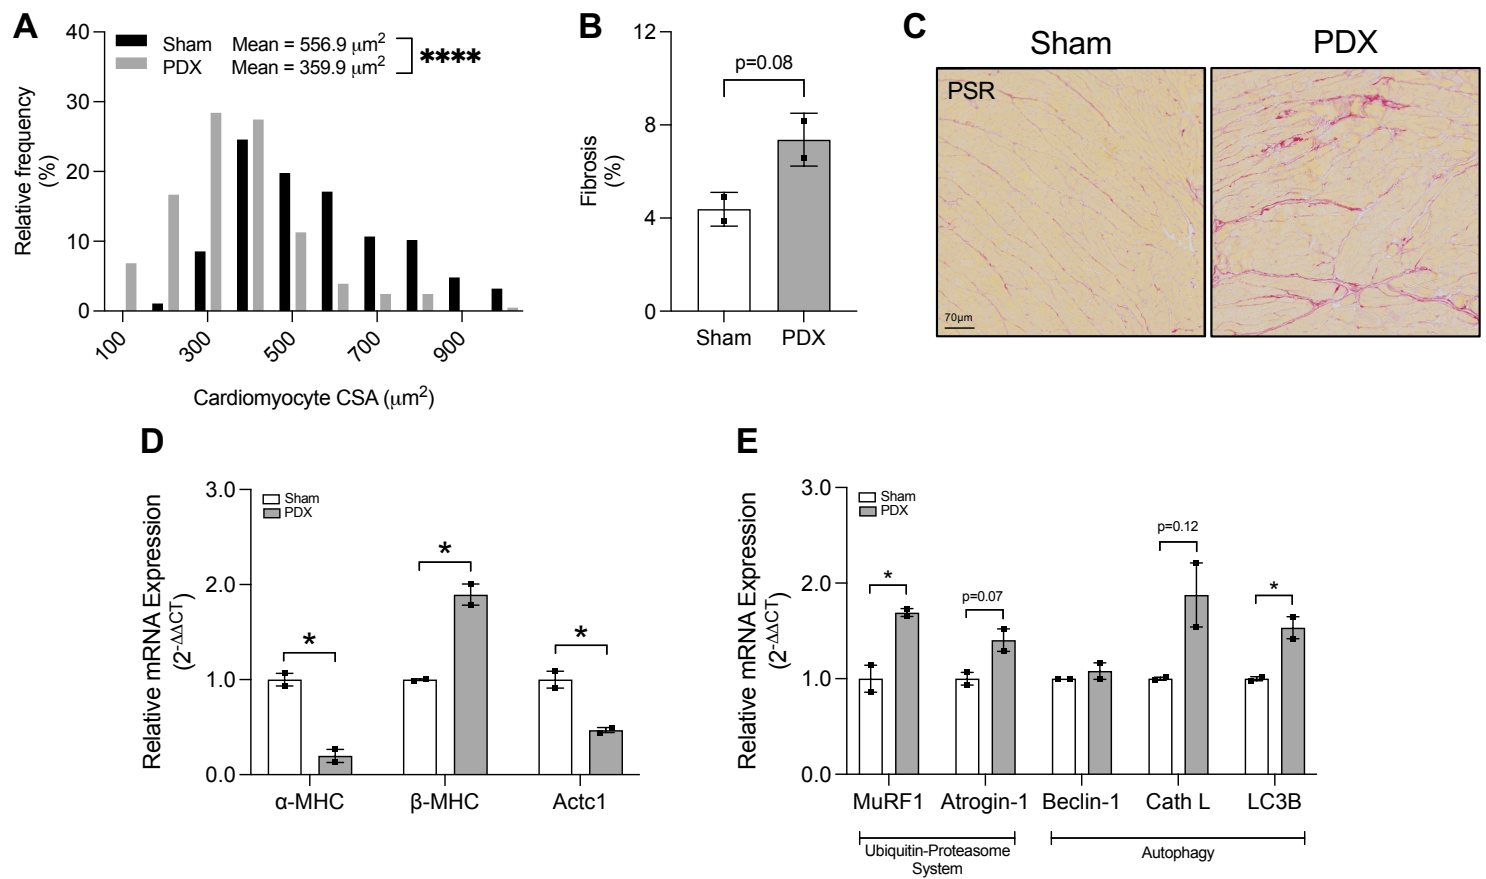 A
40
30
20
10
0
Relative frequency
(%)
Sham Mean = 556.9 μm2
PDX Mean = 359.9 μm2
****
100 300 500 700 900
Cardiomyocyte CSA (μm2)
B
12
8
4
0
Fibrosis
(%)
p=0.08
Sham PDX
C
Sham PDX
PSR
70μm
D
3.0
2.0
1.0
0.0
Relative mRNA Expression
(2-ΔΔCT)
Sham
PDX
*
*
*
α-MHC β-MHC Actc1
E
3.0
2.0
1.0
0.0
Relative mRNA Expression
(2-ΔΔCT)
Sham
PDX
*
p=0.07
p=0.12
*
MuRF1 Atrogin-1 Beclin-1 Cath L LC3B
Ubiquitin-Proteasome
System
Autophagy